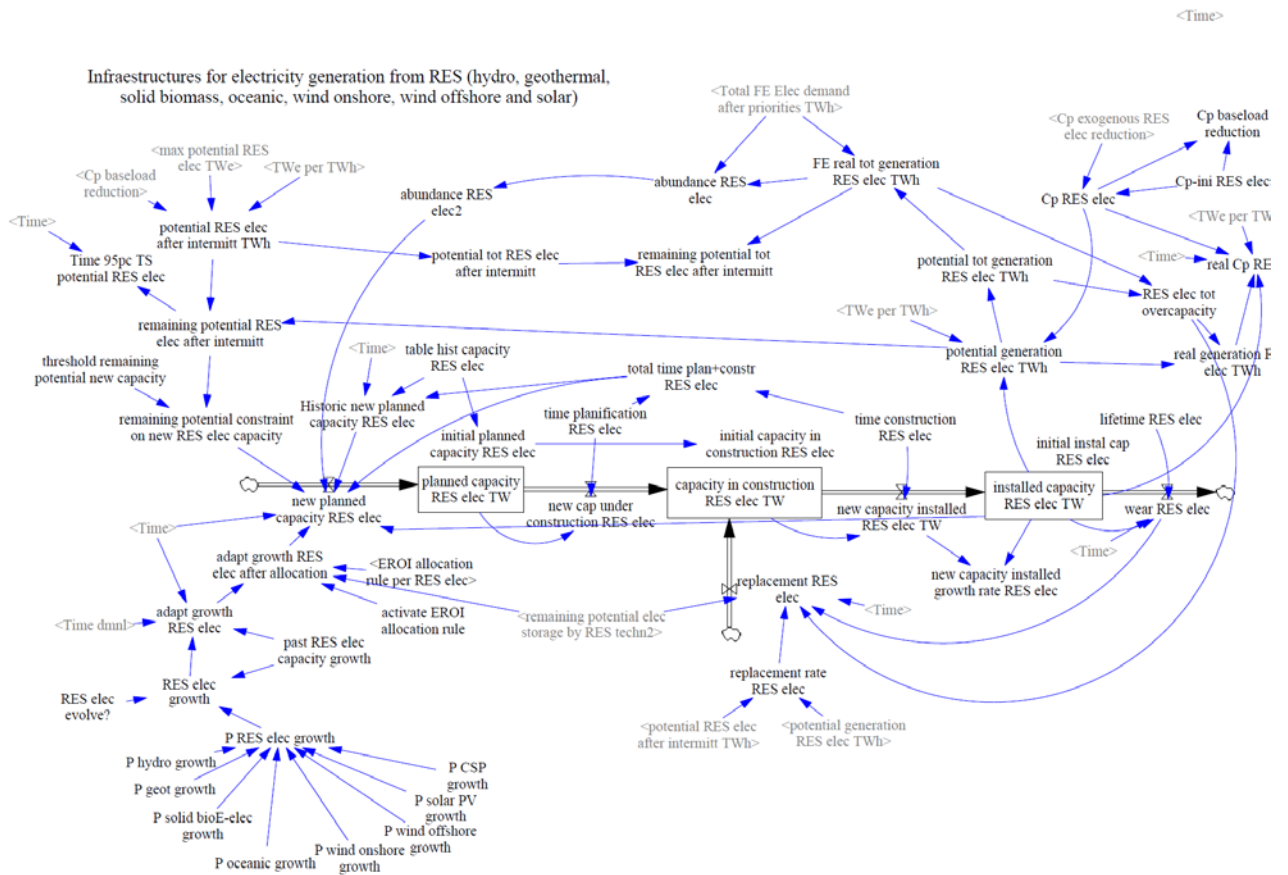 <Time>
Infraestructures for electricity generation from RES (hydro, geothermal,
solid biomass, oceanic, wind onshore, wind offshore and solar)
<Total FE Elec demand
after priorities TWh>
<Cp exogenous RES
elec reduction>
Cp baseload
reduction
<max potential RES
elec TWe>
<Cp baseload
reduction>
<TWe per TWh>
FE real tot generation
RES elec TWh
Cp-ini RES elec
abundance RES
elec
abundance RES
elec2
Cp RES elec
<Time>
potential RES elec
after intermitt TWh
<TWe per TW
Time 95pc TS
potential RES elec
potential tot RES elec
after intermitt
remaining potential tot
RES elec after intermitt
potential tot generation
RES elec TWh
<Time>
real Cp RE
RES elec tot
overcapacity
<TWe per TWh>
remaining potential RES
elec after intermitt
potential generation
RES elec TWh
real generation R
elec TWh
threshold remaining
potential new capacity
<Time>
table hist capacity
RES elec
total time plan+constr
RES elec
Historic new planned
capacity RES elec
time planification
RES elec
time construction
RES elec
lifetime RES elec
remaining potential constraint
on new RES elec capacity
initial planned
capacity RES elec
initial capacity in
construction RES elec
initial instal cap
RES elec
planned capacity
RES elec TW
capacity in construction
RES elec TW
installed capacity
RES elec TW
new planned
capacity RES elec
new cap under
construction RES elec
new capacity installed
RES elec TW
wear RES elec
<Time>
<Time>
adapt growth RES
elec after allocation
<EROI allocation
rule per RES elec>
new capacity installed
growth rate RES elec
replacement RES
elec
<Time>
activate EROI
allocation rule
<remaining potential elec
storage by RES techn2>
<Time dmnl>
adapt growth
RES elec
past RES elec
capacity growth
replacement rate
RES elec
RES elec
evolve?
RES elec
growth
<potential RES elec
after intermitt TWh>
<potential generation
RES elec TWh>
P RES elec growth
P hydro growth
P geot growth
P solid bioE-elec
growth
P oceanic growth
P wind onshore
growth
P wind offshore
growth
P solar PV
growth
P CSP
growth